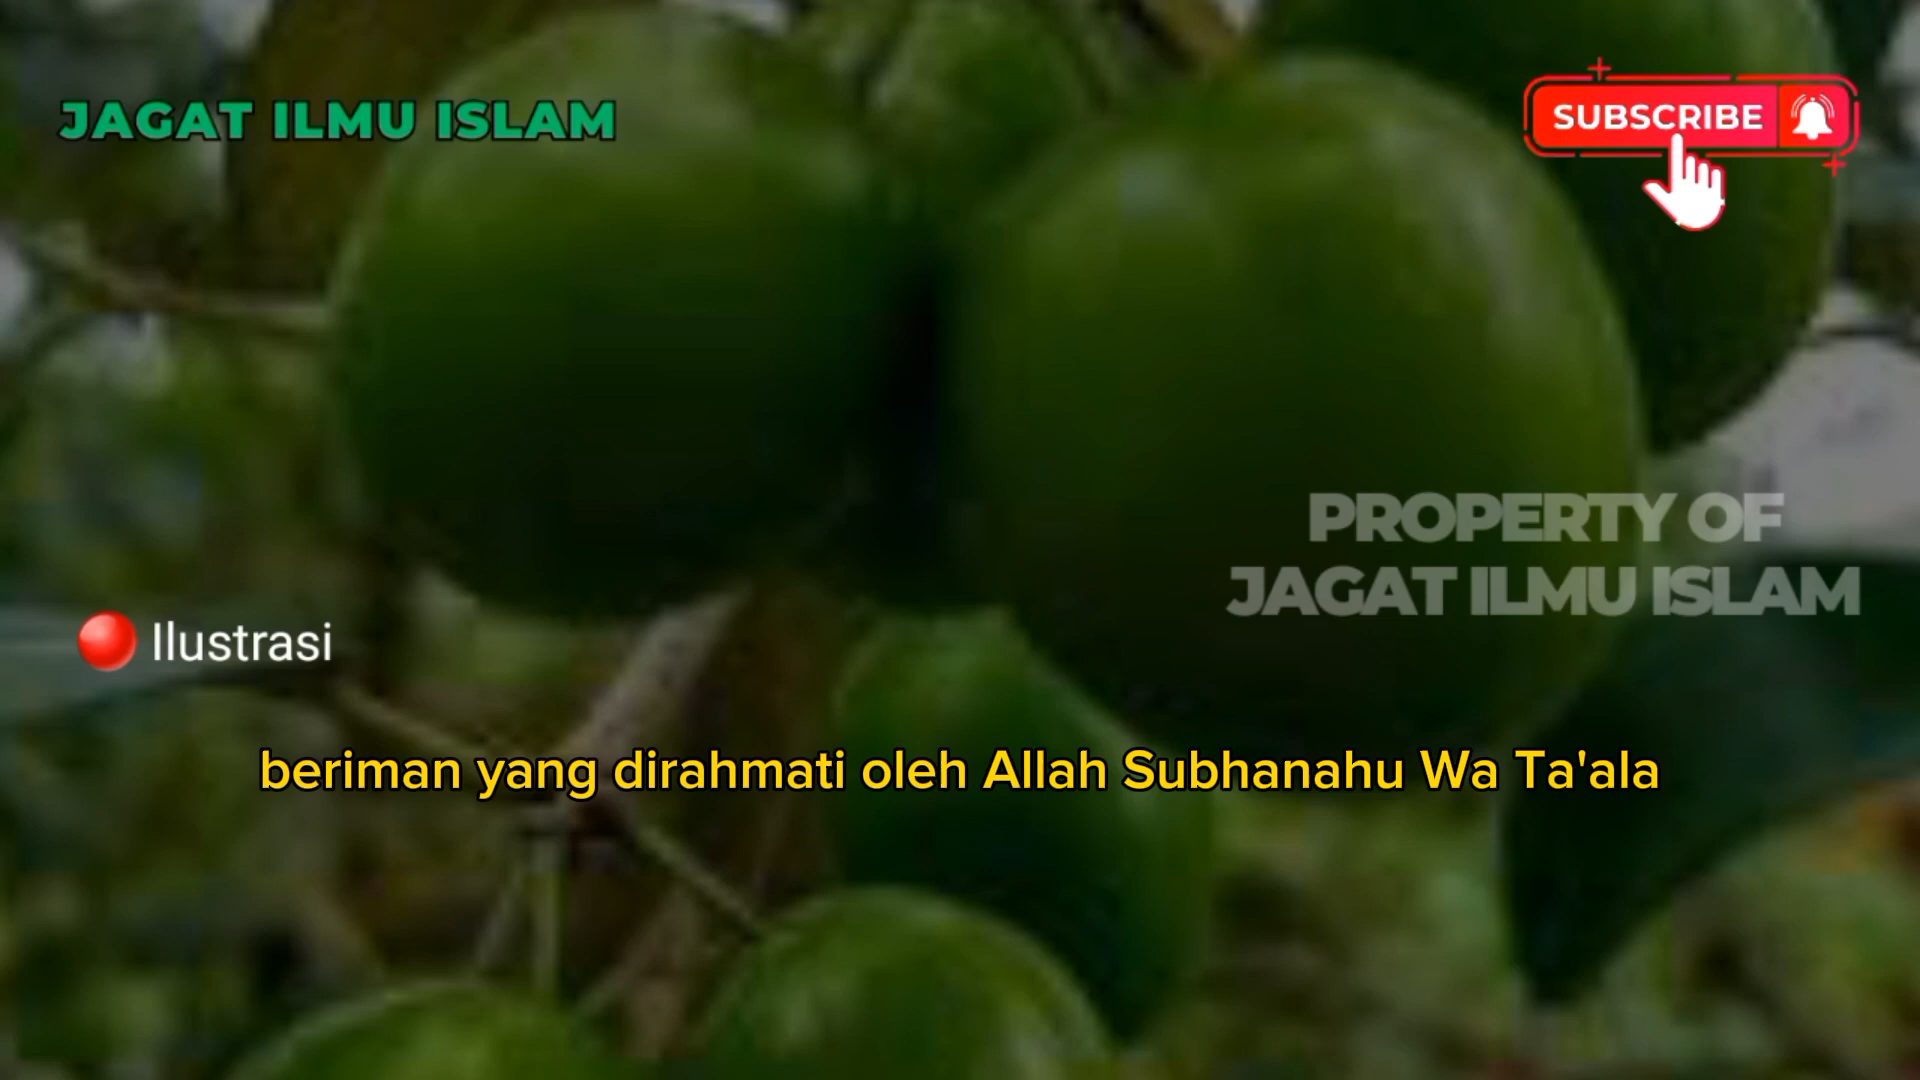 JAGAT ILMU ISLAM
SUBSCRIBE
PROPERTY OF
JAGAT ILMU ISLAM
Ilustrasi
beriman yang dirahmati oleh Allah Subhanahu Wa Ta'ala